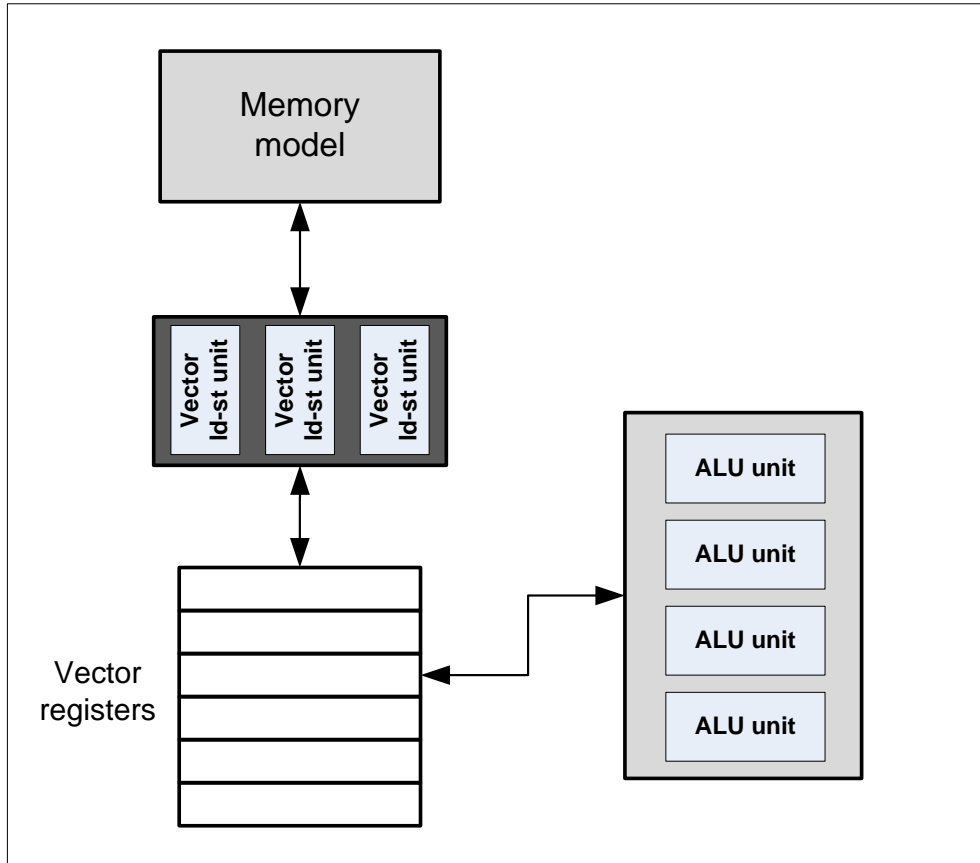 Memory
model
Vector
ld-st unit
Vector
ld-st unit
Vector
ld-st unit
ALU unit
ALU unit
ALU unit
ALU unit
Vector
registers